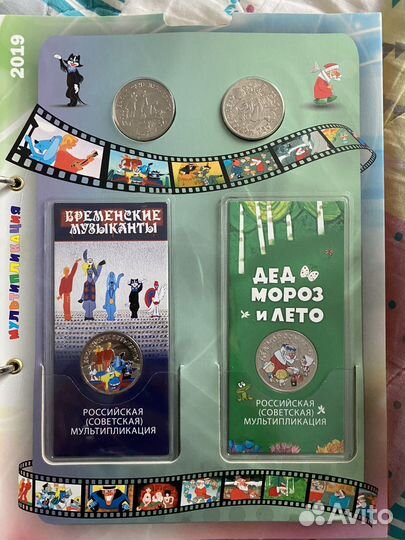 2019
МУЛЬТИПЛИКАЦИЯ
БРЕМЕНСКИЕ
МУЗЫКАНТЫ
РОССИЙСКАЯ
(СОВЕТСКАЯ)
МУЛЬТИПЛИКАЦИЯ
ДЕД
МОРОЗ
И ЛЕТО
РОССИЙСКАЯ
(СОВЕТСКАЯ)
МУЛЬТИПЛИКАЦИЯ
Avito